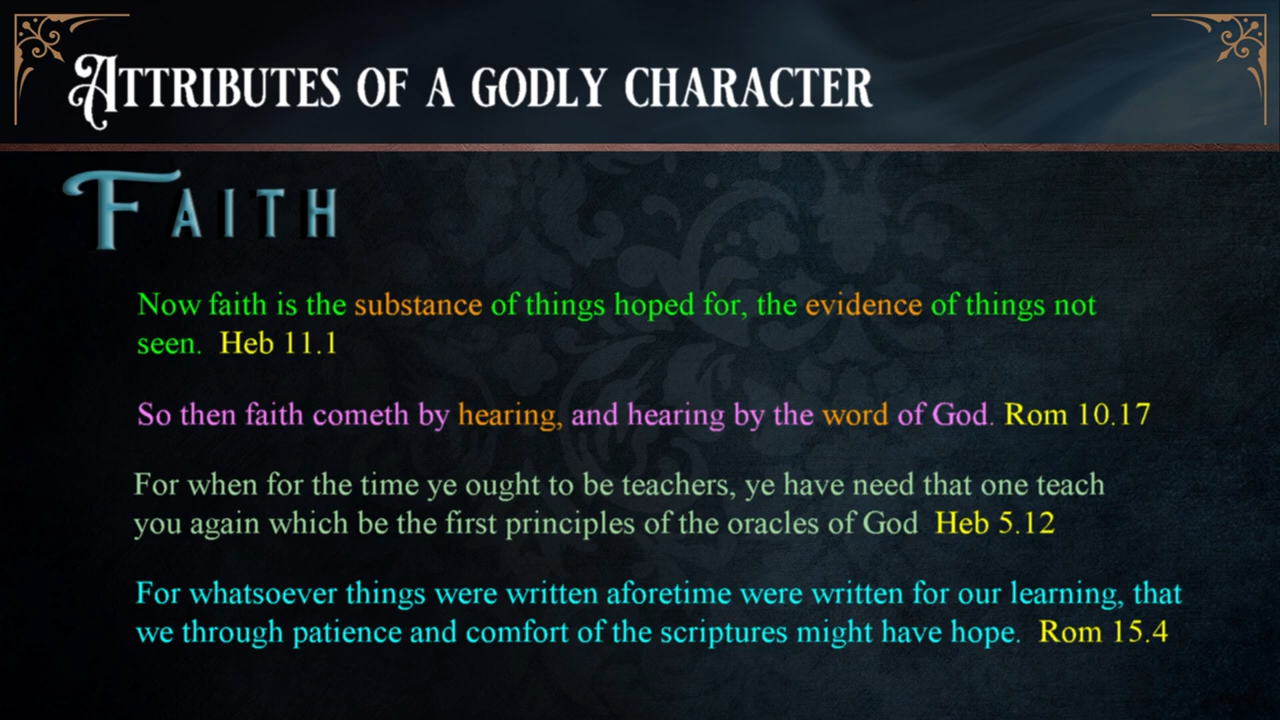 Attributes of a godly character
Faith
Now faith is the substance of things hoped for, the evidence of things not
seen. Heb 11.1
So then faith cometh by hearing, and hearing by the word of God. Rom 10.17
For when for the time ye ought to be teachers, ye have need that one teach
you again which be the first principles of the oracles of God Heb 5.12
For whatsoever things were written aforetime were written for our learning, that
we through patience and comfort of the scriptures might have hope. Rom 15.4